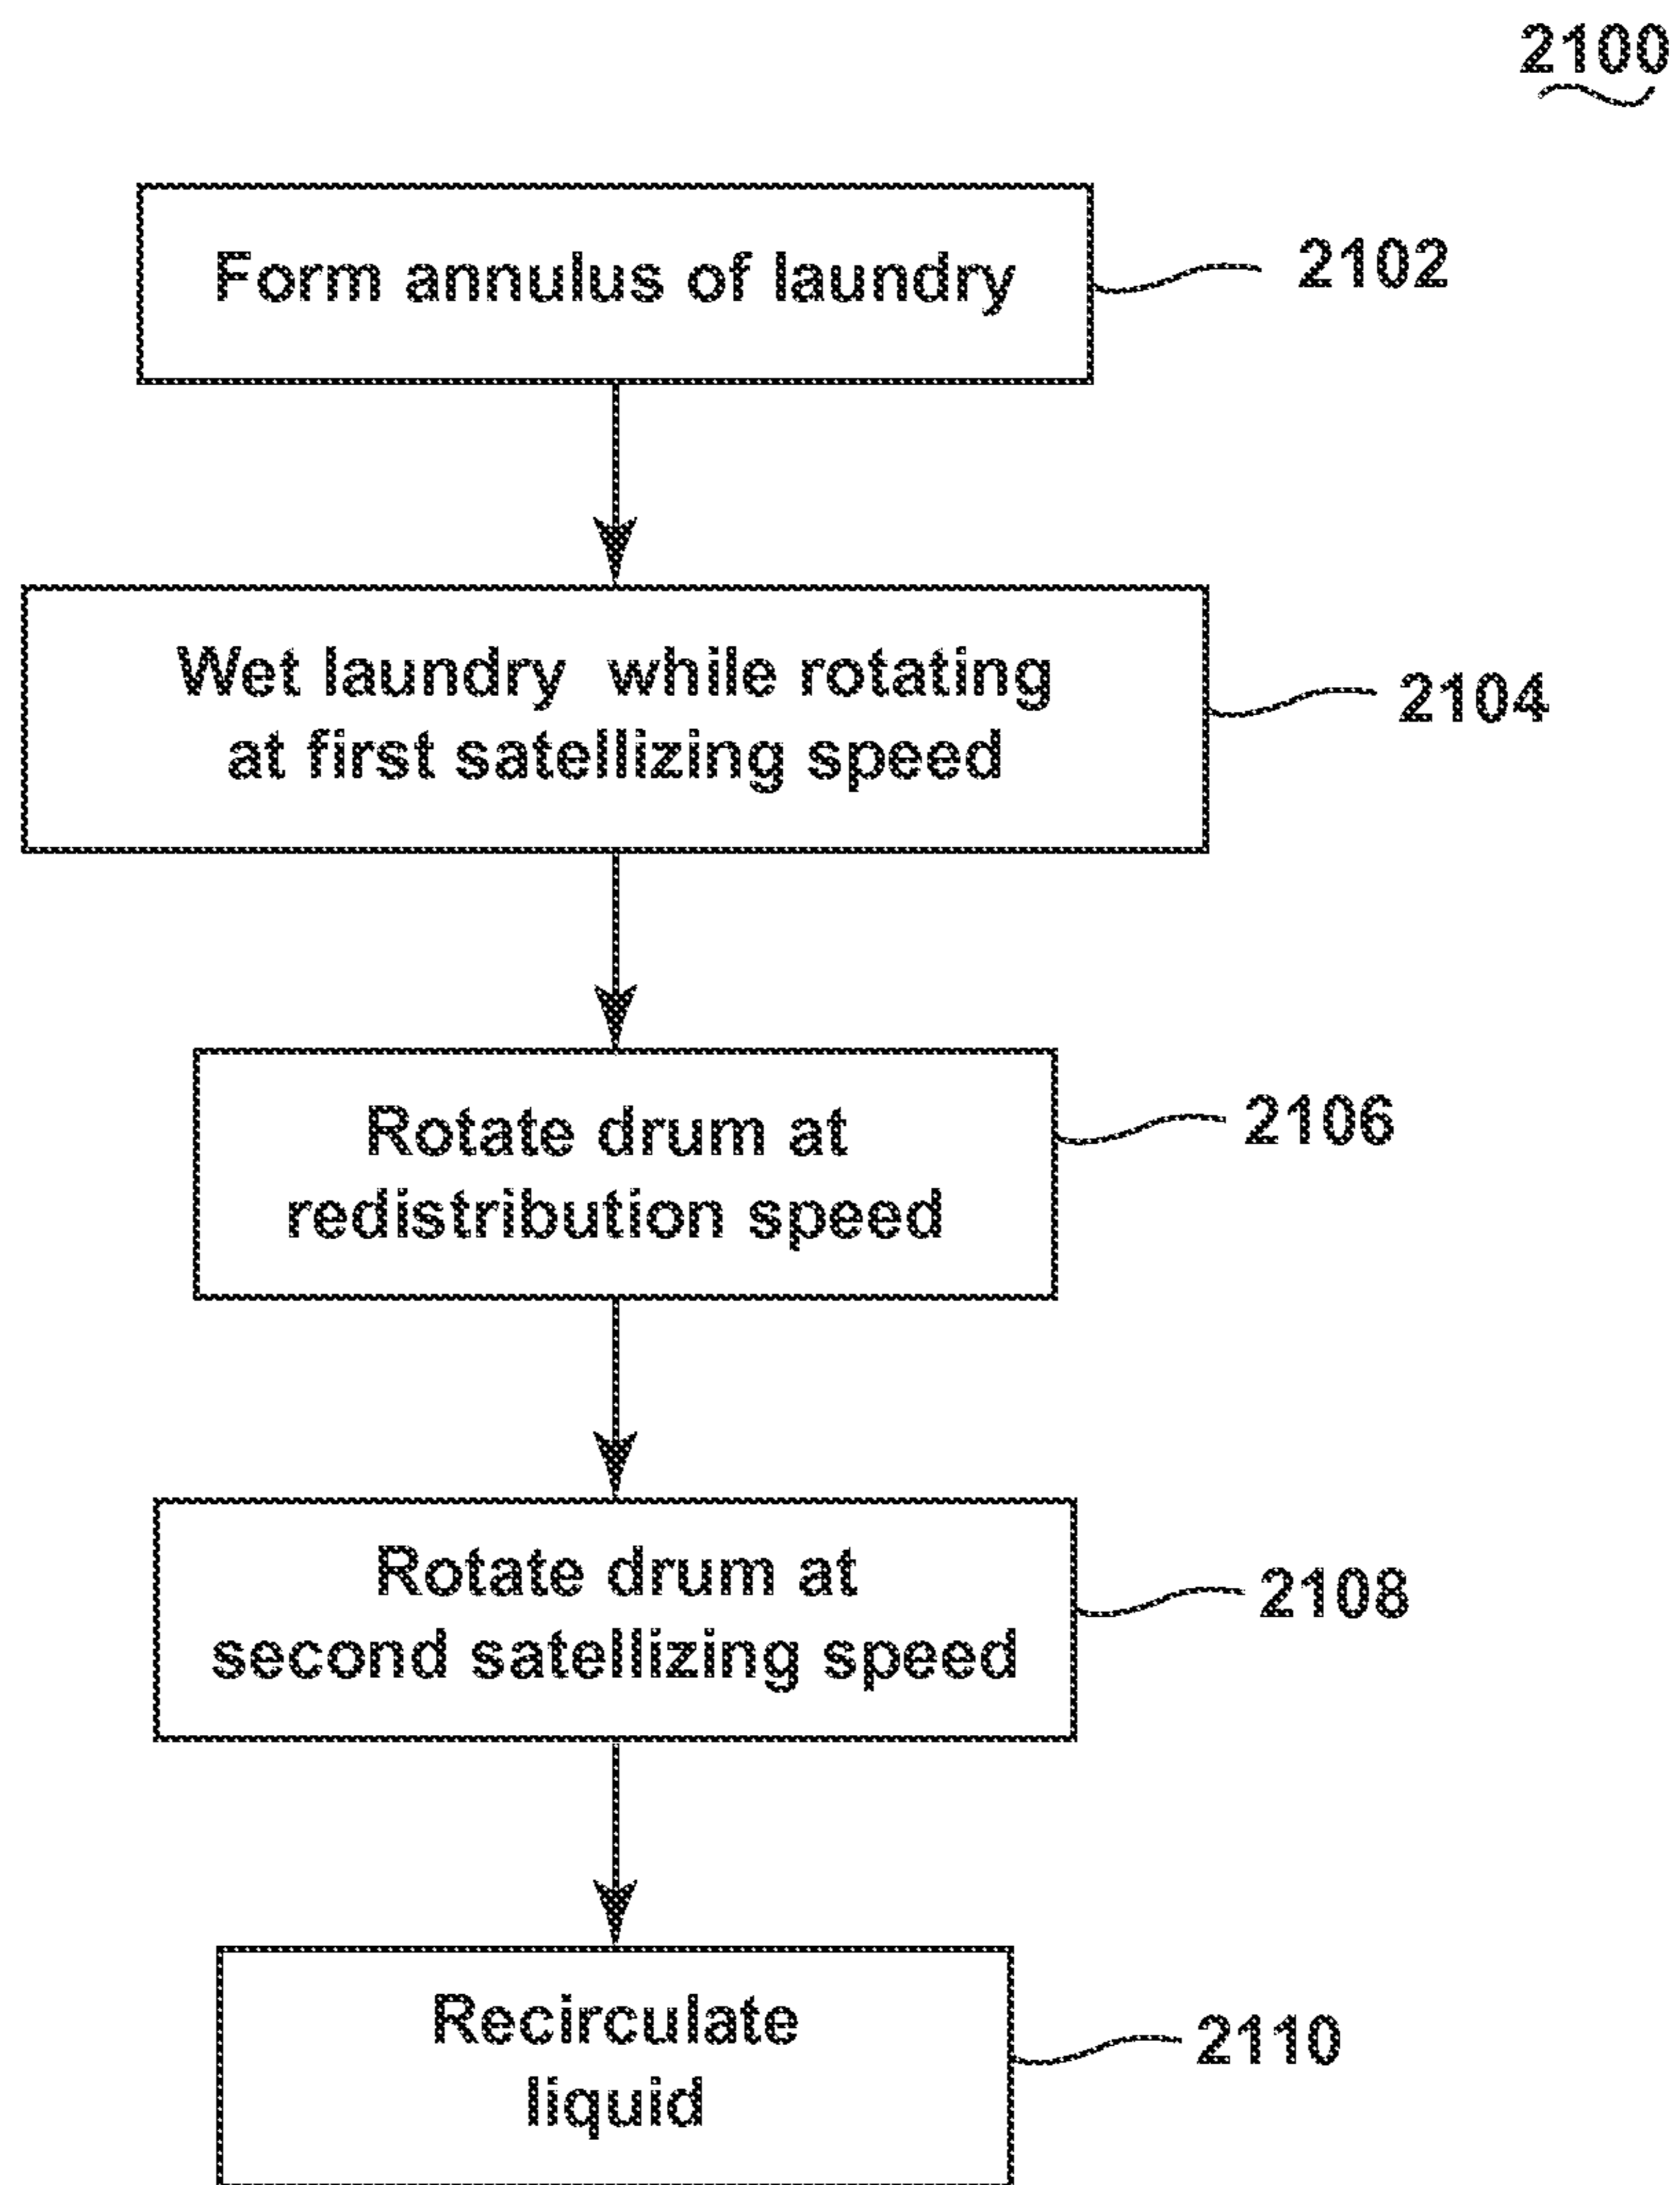 2100
Form annulus of laundry
2102
Wet laundry while rotating
at first satellizing speed
2104
Rotate drum at
redistribution speed
2106
Rotate drum at
second satellizing speed
2108
Recirculate
liquid
2110